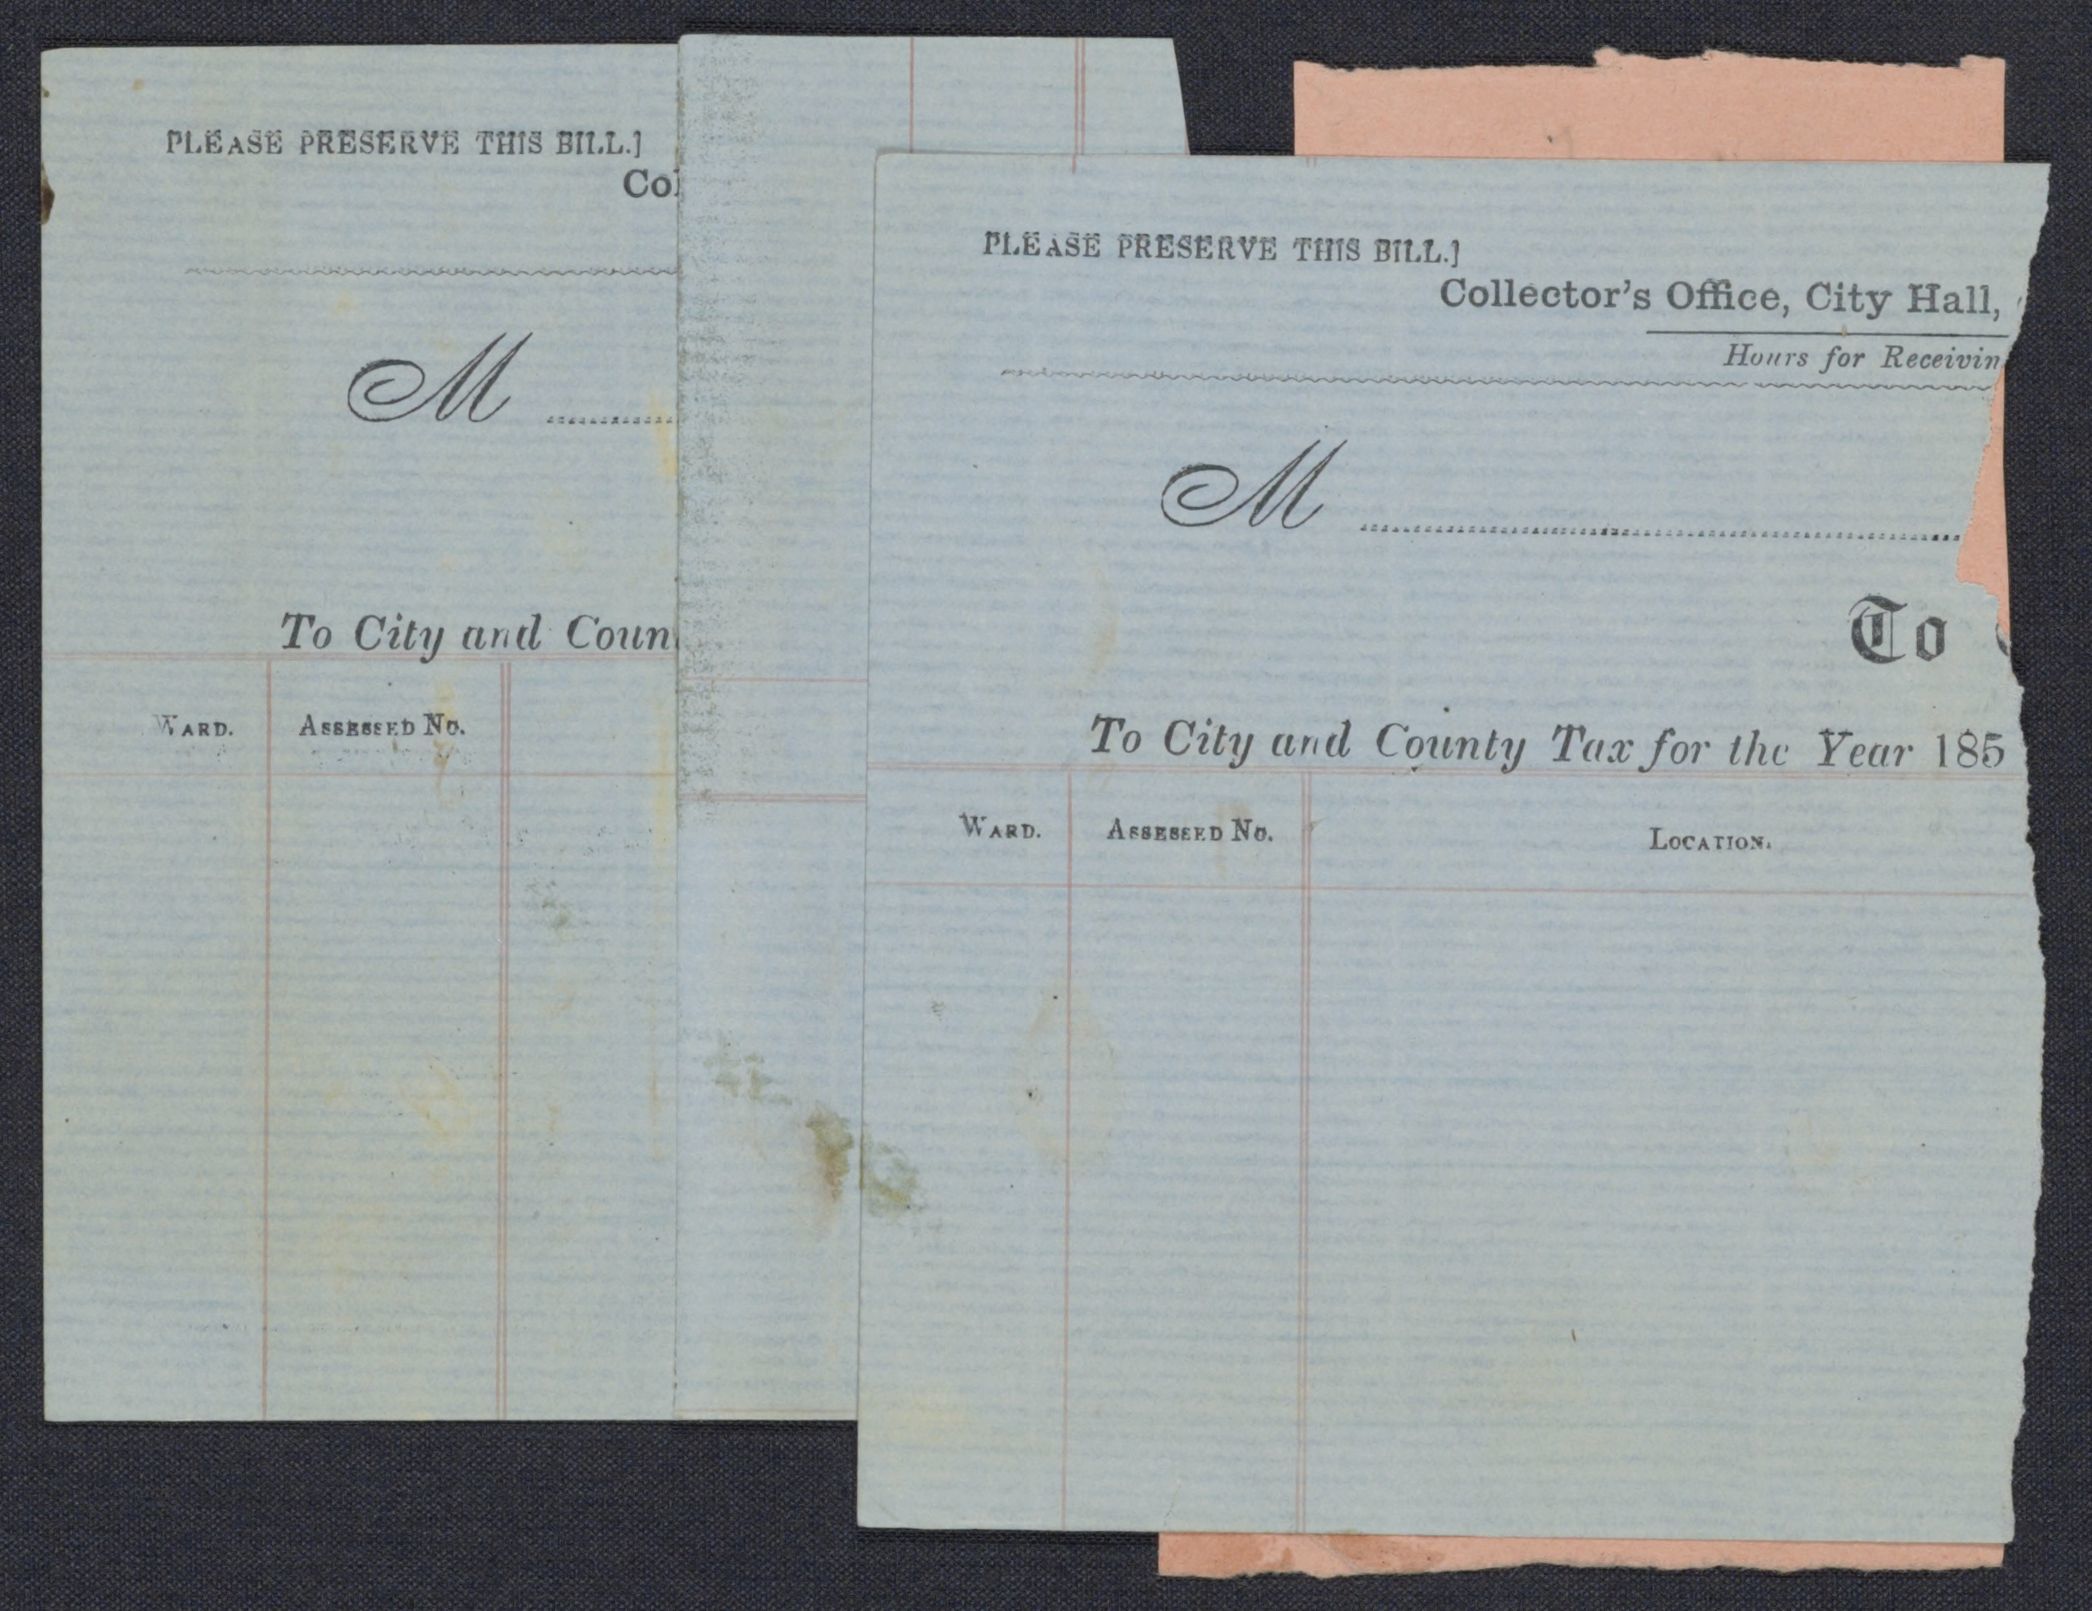 PLEASE PRESERVE THIS BILL.]
Col
M
To City and Coun
WARD. ASSESSED No.
PLEASE PRESERVE THIS BILL.]
Collector's Office, City Hall,
Hours for Receivin
M
To
To City and County Tax for the Year 185
WARD. ASSESSED No. LOCATION.